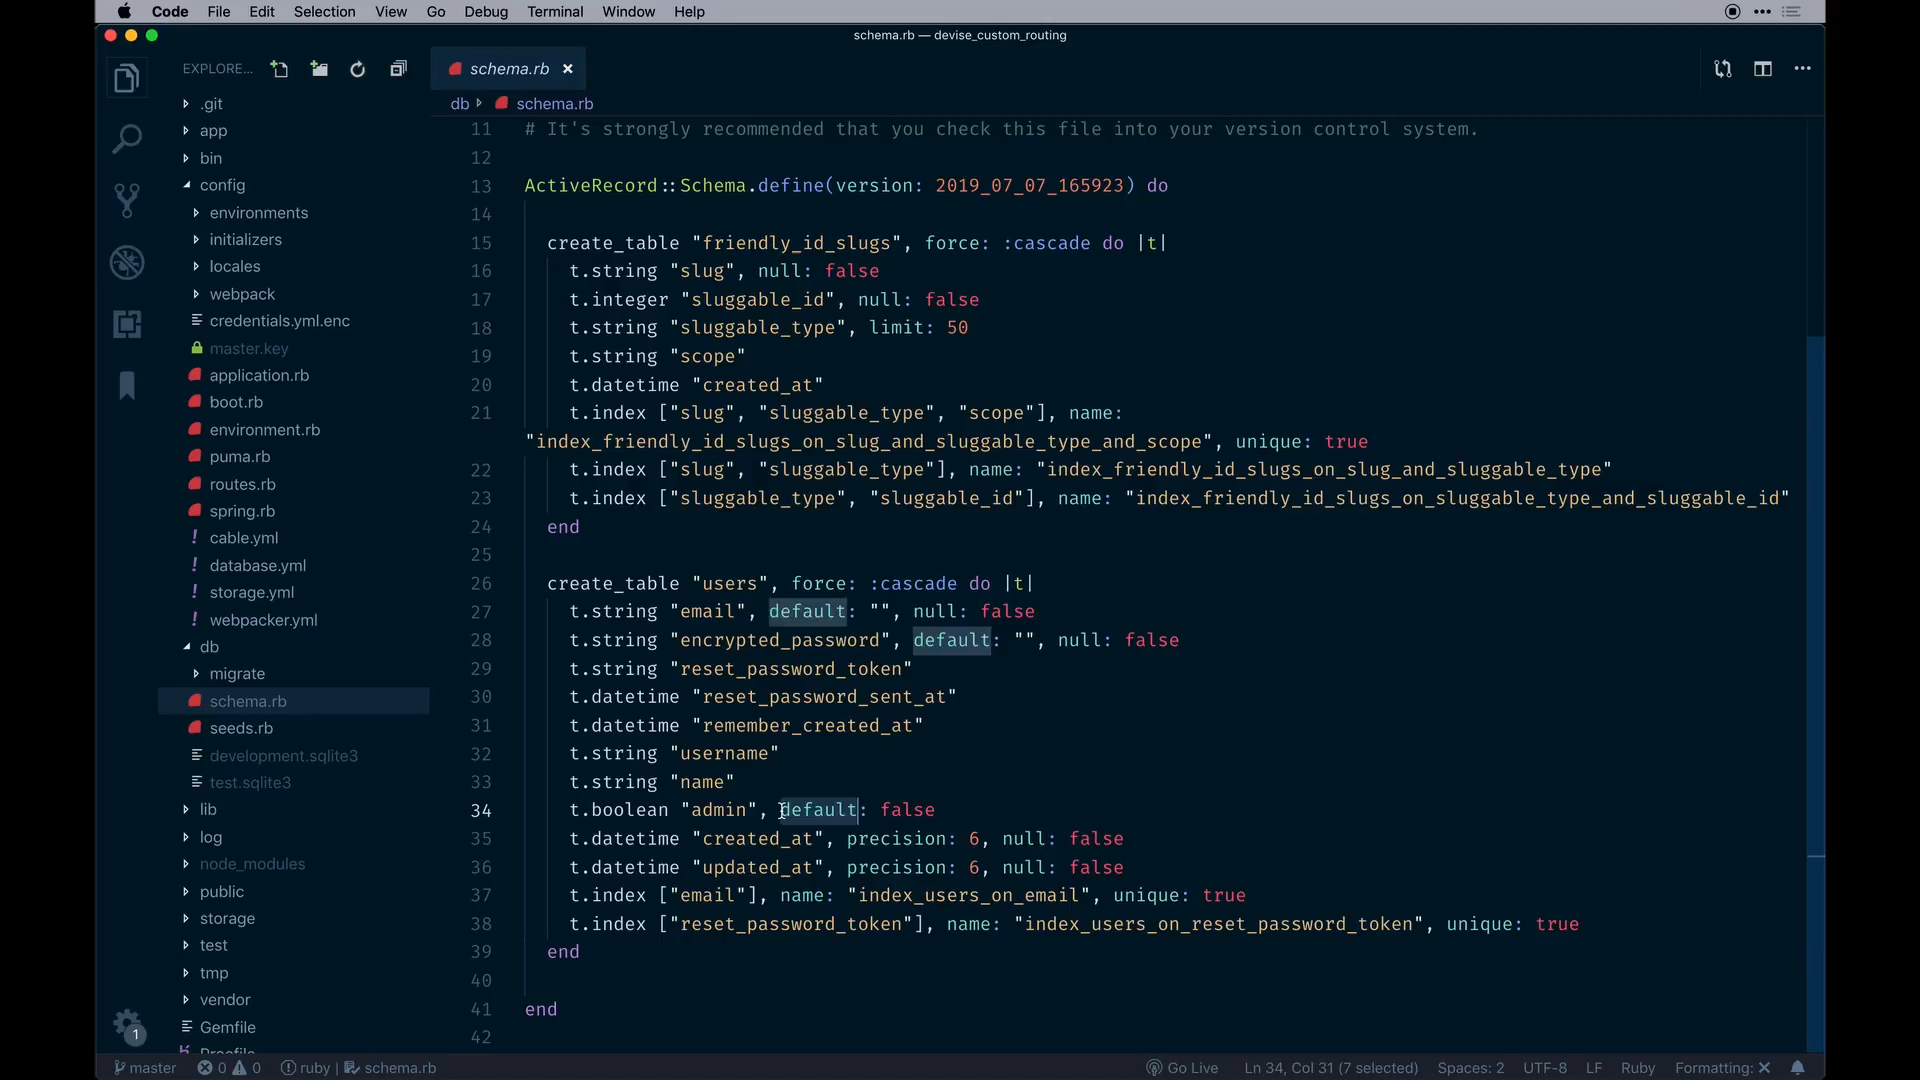 Code File Edit Selection View Go Debug Terminal Window Help
schema.rb — devise_custom_routing
EXPLORE...
.git
app
bin
config
environments
initializers
locales
webpack
credentials.yml.enc
master.key
application.rb
boot.rb
environment.rb
puma.rb
routes.rb
spring.rb
cable.yml
database.yml
storage.yml
webpacker.yml
db
migrate
schema.rb
seeds.rb
development.sqlite3
test.sqlite3
lib
log
node_modules
public
storage
test
tmp
vendor
Gemfile
Procfile
1
schema.rb
db schema.rb
11 # It's strongly recommended that you check this file into your version control system.
12
13 ActiveRecord::Schema.define(version: 2019_07_07_165923) do
14
15 create_table "friendly_id_slugs", force: :cascade do |t|
16 t.string "slug", null: false
17 t.integer "sluggable_id", null: false
18 t.string "sluggable_type", limit: 50
19 t.string "scope"
20 t.datetime "created_at"
21 t.index ["slug", "sluggable_type", "scope"], name:
"index_friendly_id_slugs_on_slug_and_sluggable_type_and_scope", unique: true
22 t.index ["slug", "sluggable_type"], name: "index_friendly_id_slugs_on_slug_and_sluggable_type"
23 t.index ["sluggable_type", "sluggable_id"], name: "index_friendly_id_slugs_on_sluggable_type_and_sluggable_id"
24 end
25
26 create_table "users", force: :cascade do |t|
27 t.string "email", default: "", null: false
28 t.string "encrypted_password", default: "", null: false
29 t.string "reset_password_token"
30 t.datetime "reset_password_sent_at"
31 t.datetime "remember_created_at"
32 t.string "username"
33 t.string "name"
34 t.boolean "admin", default: false
35 t.datetime "created_at", precision: 6, null: false
36 t.datetime "updated_at", precision: 6, null: false
37 t.index ["email"], name: "index_users_on_email", unique: true
38 t.index ["reset_password_token"], name: "index_users_on_reset_password_token", unique: true
39 end
40
41 end
42
master 0 0 ruby | schema.rb Go Live Ln 34, Col 31 (7 selected) Spaces: 2 UTF-8 LF Ruby Formatting: ✕